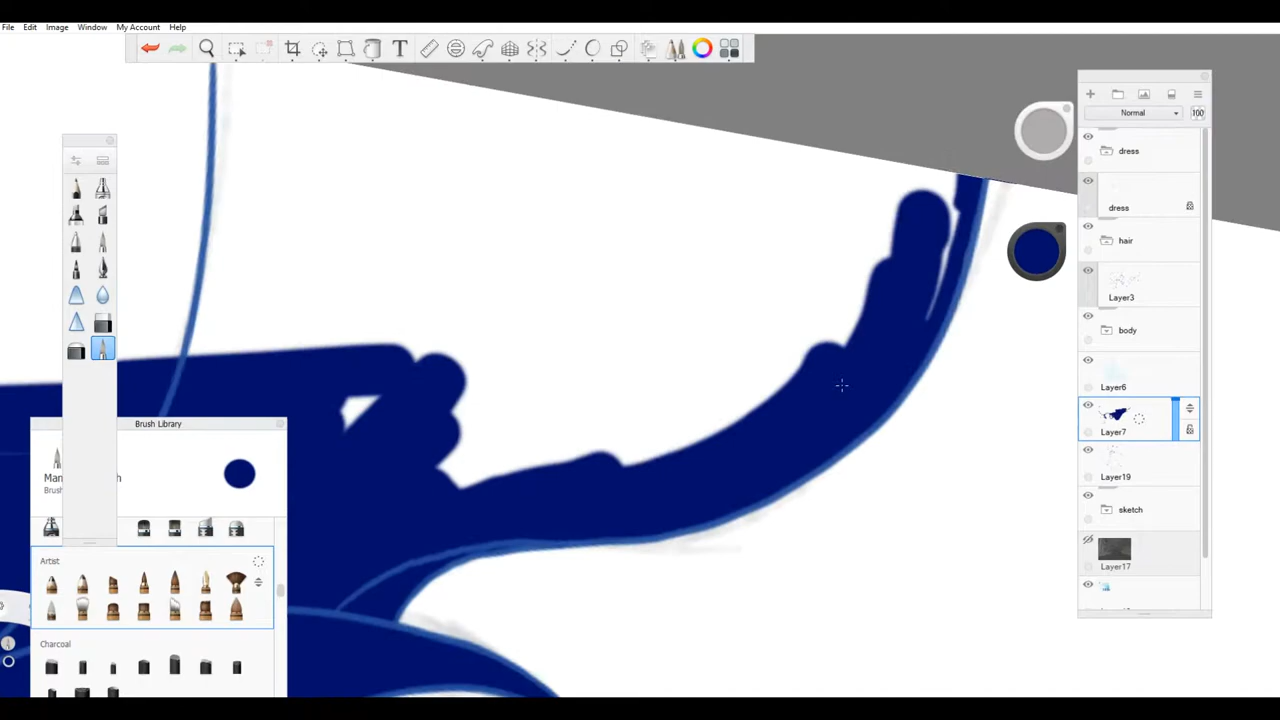 File Edit Image Window My Account Help
Normal 100
dress
dress
hair
Layer3
body
Layer6
Brush Library
Layer7
Layer19
sketch
Artist
Layer17
Charcoal